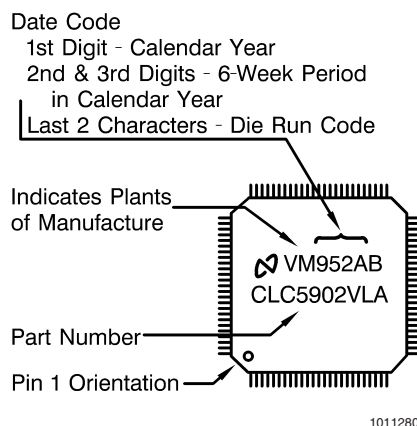 Date Code
1st Digit - Calendar Year
2nd & 3rd Digits - 6-Week Period
in Calendar Year
Last 2 Characters - Die Run Code
Indicates Plants
of Manufacture
VM952AB
CLC5902VLA
Part Number
Pin 1 Orientation
1011280